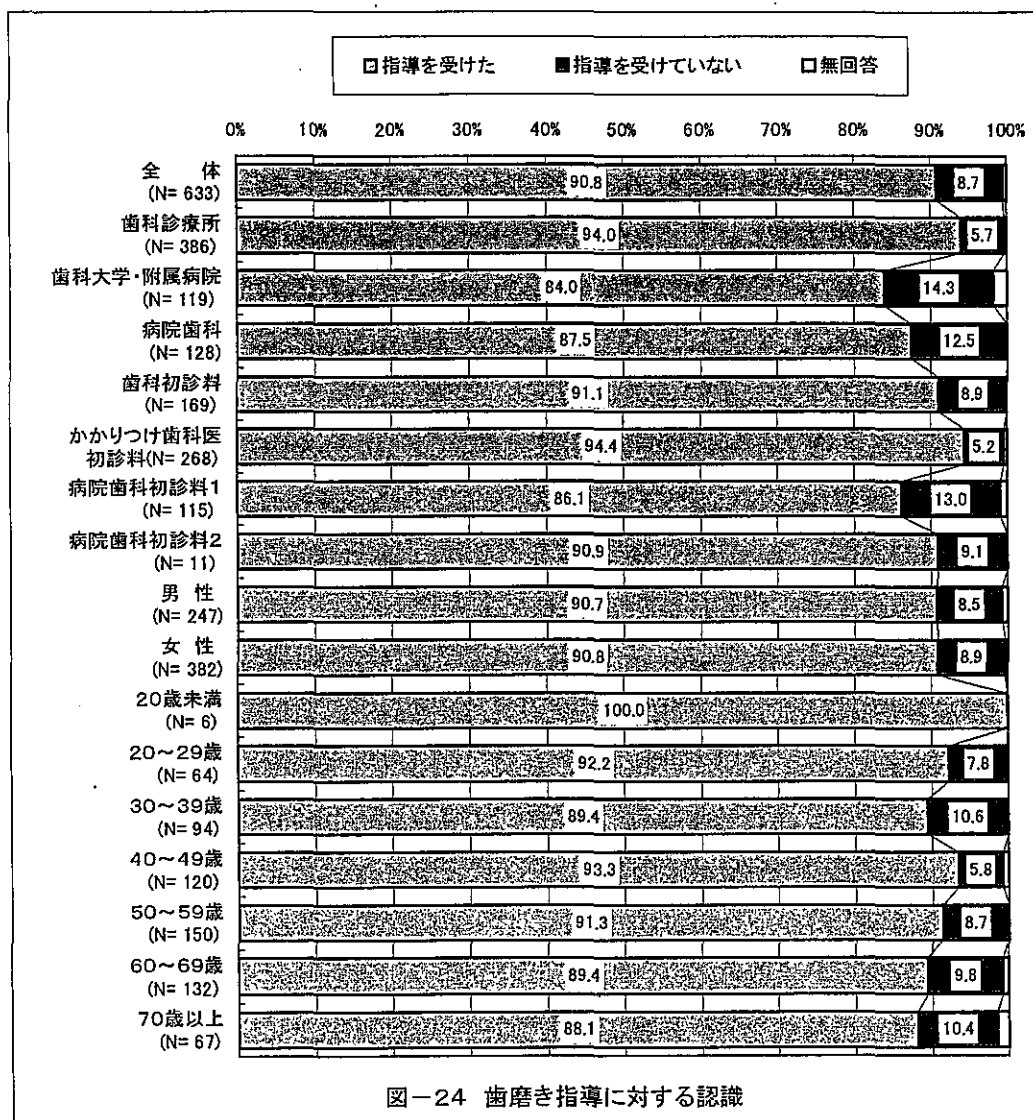 指導を受けた 指導を受けていない 無回答
0% 10% 20% 30% 40% 50% 60% 70% 80% 90% 100%
全 体
(N= 633)
90.8 8.7
歯科診療所
(N= 386)
94.0 5.7
歯科大学・附属病院
(N= 119)
84.0 14.3
病院歯科
(N= 128)
87.5 12.5
歯科初診料
(N= 169)
91.1 8.9
かかりつけ歯科医
初診料(N= 268)
94.4 5.2
病院歯科初診料1
(N= 115)
86.1 13.0
病院歯科初診料2
(N= 11)
90.9 9.1
男 性
(N= 247)
90.7 8.5
女 性
(N= 382)
90.8 8.9
20歳未満
(N= 6)
100.0
20～29歳
(N= 64)
92.2 7.8
30～39歳
(N= 94)
89.4 10.6
40～49歳
(N= 120)
93.3 5.8
50～59歳
(N= 150)
91.3 8.7
60～69歳
(N= 132)
89.4 9.8
70歳以上
(N= 67)
88.1 10.4
図－24 歯磨き指導に対する認識